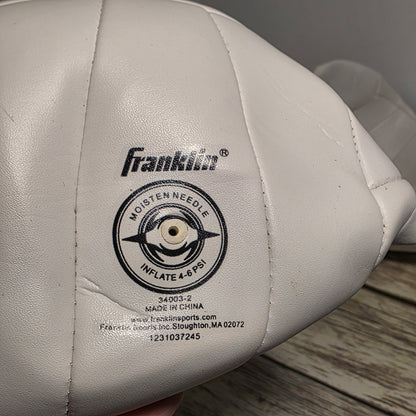 Franklin®
MOISTEN NEEDLE
INFLATE 4-6 PSI
34003-2
MADE IN CHINA
www.franklinsports.com
Franklin Sports Inc. Stoughton, MA 02072
1231037245